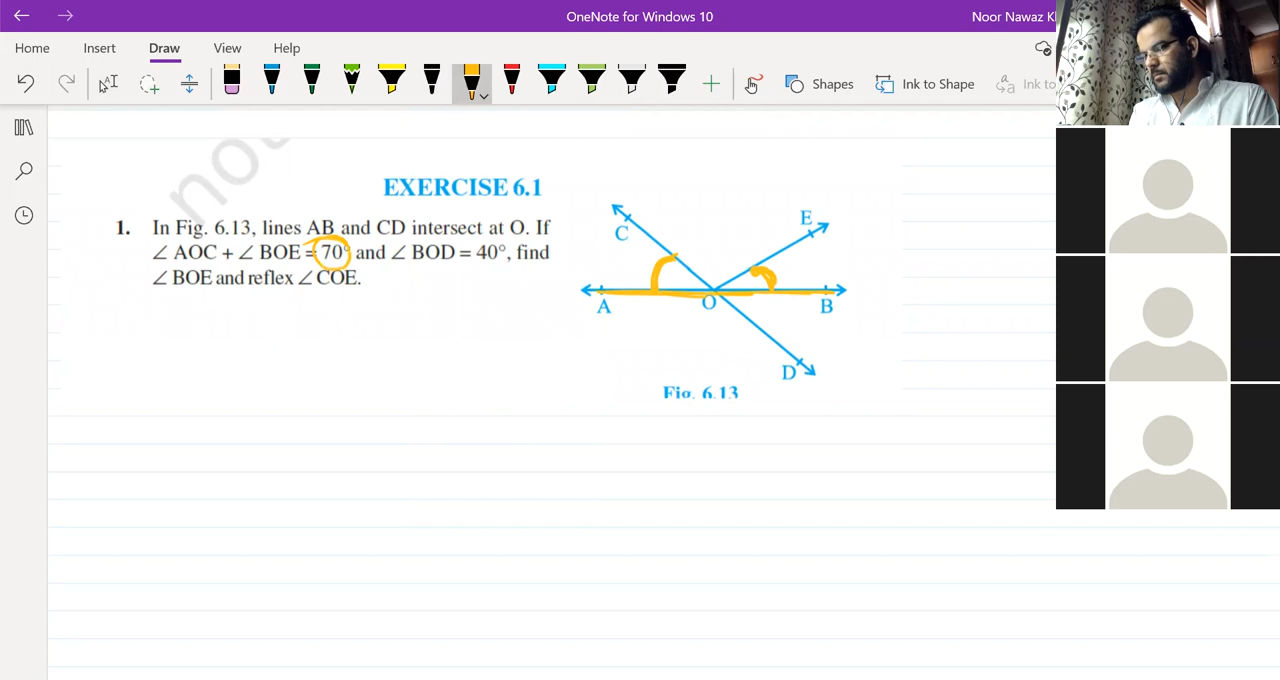 OneNote for Windows 10
Noor Nawaz
Home Insert Draw View Help
Shapes Ink to Shape Ink to
no
EXERCISE 6.1
1. In Fig. 6.13, lines AB and CD intersect at O. If
∠ AOC + ∠ BOE = 70° and ∠ BOD = 40°, find
∠ BOE and reflex ∠ COE.
C
E
A
O
B
D
Fig. 6.13